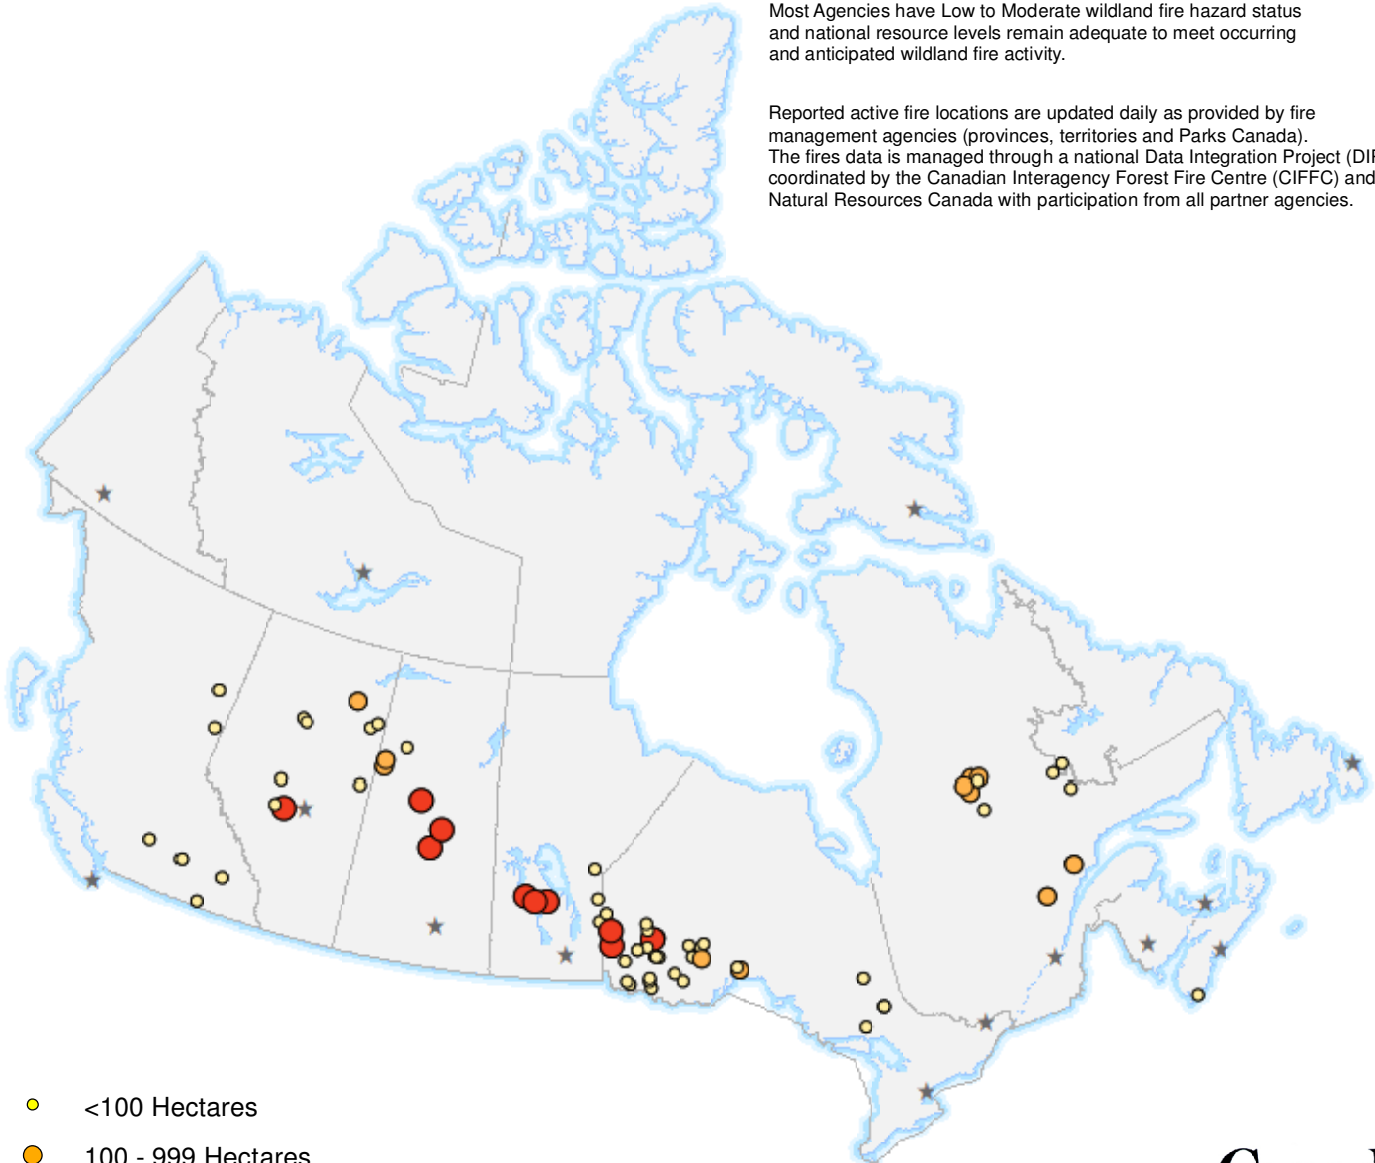 Most Agencies have Low to Moderate wildland fire hazard status
and national resource levels remain adequate to meet occurring
and anticipated wildland fire activity.
Reported active fire locations are updated daily as provided by fire
management agencies (provinces, territories and Parks Canada).
The fires data is managed through a national Data Integration Project
coordinated by the Canadian Interagency Forest Fire Centre (CIFFC) and
Natural Resources Canada with participation from all partner agencies.
<100 Hectares
100 - 999 Hectares